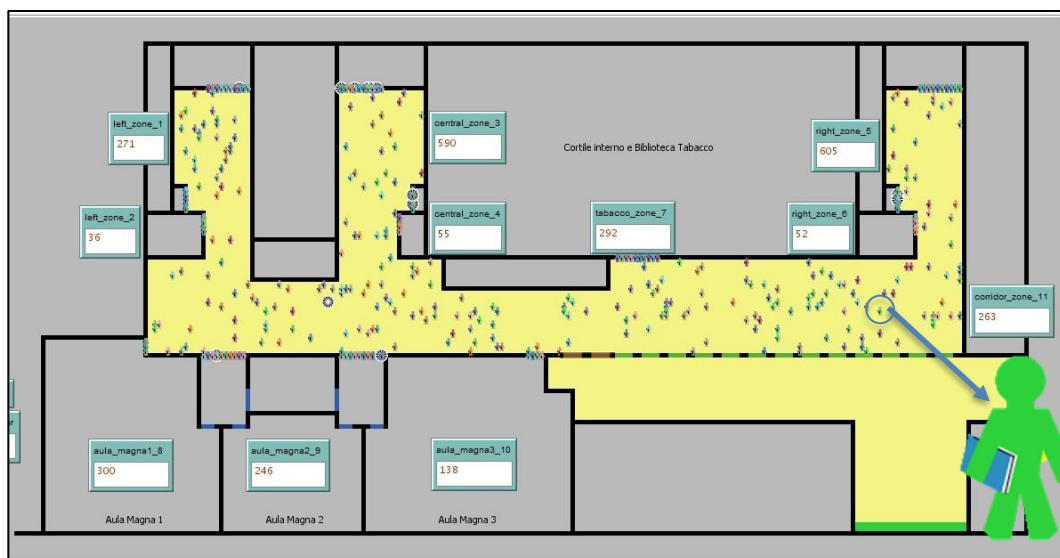 left_zone_1
271
central_zone_3
590
Cortile interno e Biblioteca Tabacco
right_zone_5
605
left_zone_2
36
central_zone_4
55
tabacco_zone_7
292
right_zone_6
52
corridor_zone_11
263
aula_magna1_8
300
aula_magna2_9
246
aula_magna3_10
138
Aula Magna 1
Aula Magna 2
Aula Magna 3